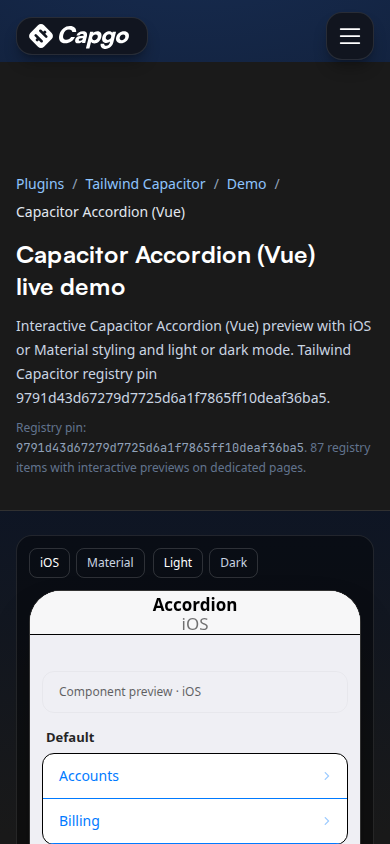 Capgo
Plugins / Tailwind Capacitor / Demo /
Capacitor Accordion (Vue)
Capacitor Accordion (Vue)
live demo
Interactive Capacitor Accordion (Vue) preview with iOS
or Material styling and light or dark mode. Tailwind
Capacitor registry pin
9791d43d67279d7725d6a1f7865ff10deaf36ba5.
Registry pin:
9791d43d67279d7725d6a1f7865ff10deaf36ba5. 87 registry
items with interactive previews on dedicated pages.
iOS Material Light Dark
Accordion
iOS
Component preview · iOS
Default
Accounts
Billing